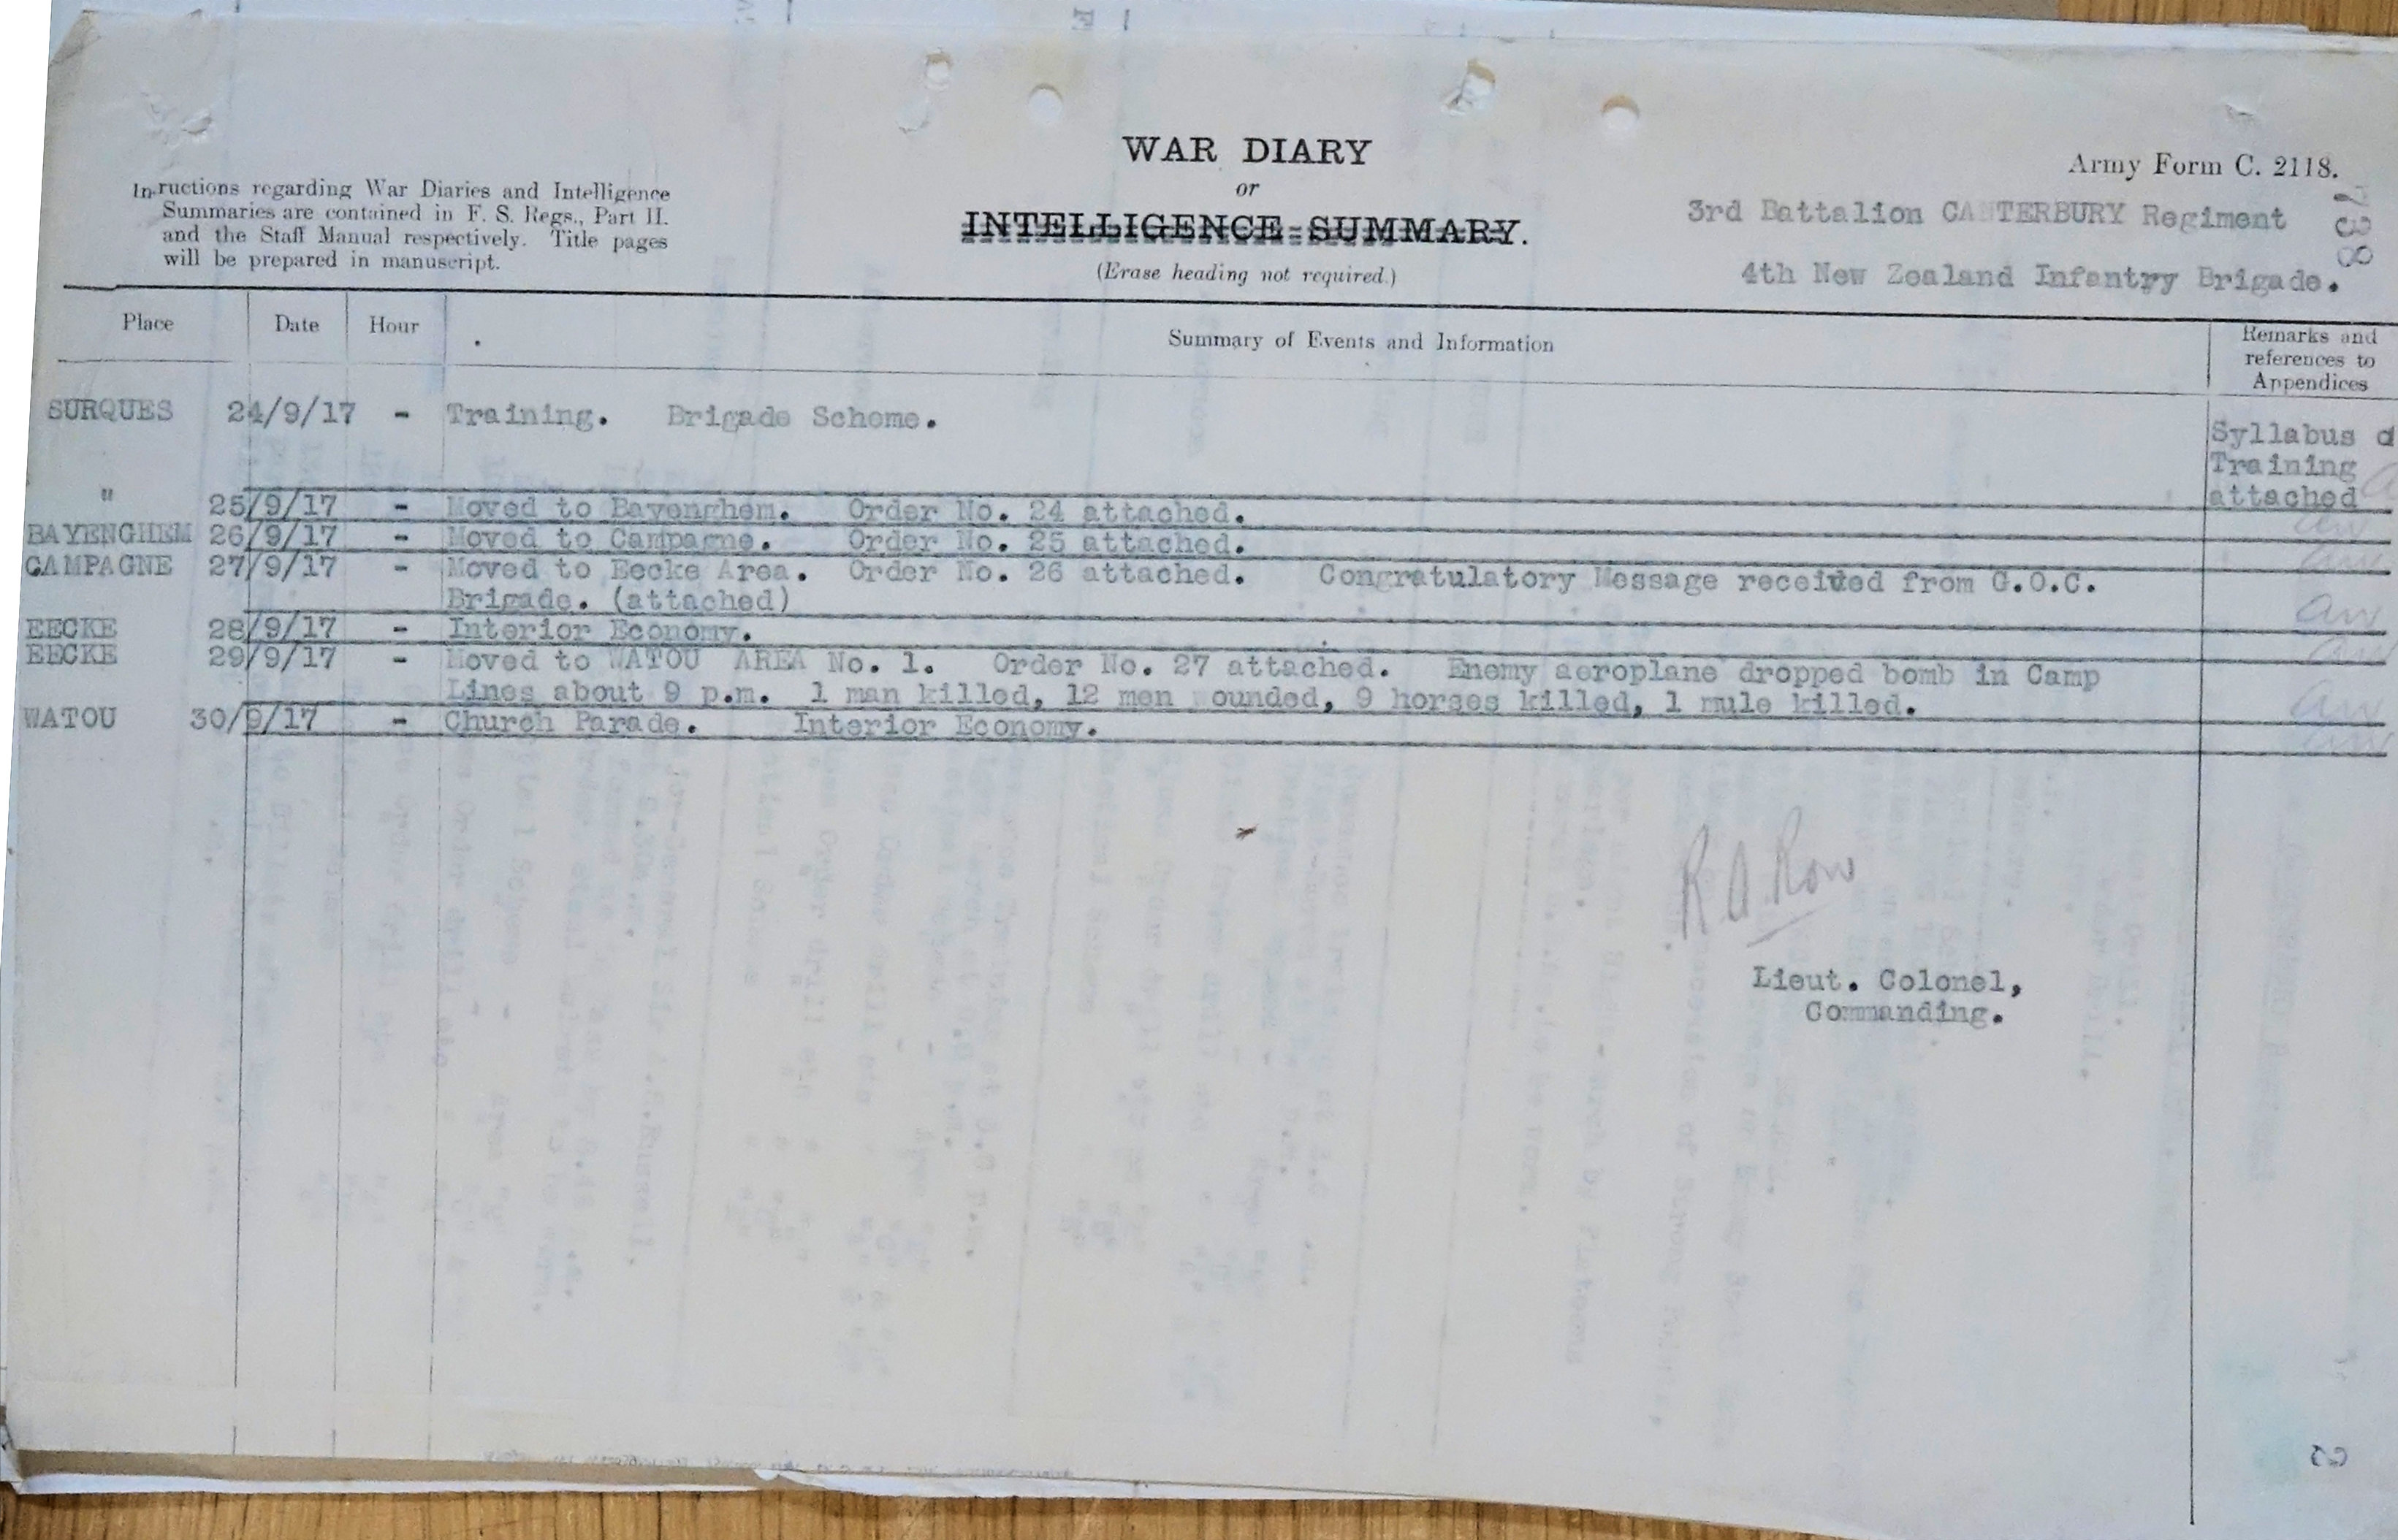 WAR DIARY
or
INTELLIGENCE SUMMARY.
(Erase heading not required.)
Instructions regarding War Diaries and Intelligence
Summaries are contained in F. S. Regs., Part II.
and the Staff Manual respectively. Title pages
will be prepared in manuscript.
Army Form C. 2118.
3rd Battalion CANTERBURY Regiment
4th New Zealand Infantry Brigade.
Place Date Hour Summary of Events and Information Remarks and
references to
Appendices
SURQUES 24/9/17 - Training. Brigade Scheme. Syllabus
Training
attached
" 25/9/17 - Moved to Bayenghem. Order No. 24 attached.
BAYENGHEM 26/9/17 - Moved to Campagne. Order No. 25 attached.
CAMPAGNE 27/9/17 - Moved to Eecke Area. Order No. 26 attached. Congratulatory Message received from G.O.C.
Brigade. (attached)
EECKE 28/9/17 - Interior Economy.
EECKE 29/9/17 - Moved to WATOU AREA No. 1. Order No. 27 attached. Enemy aeroplane dropped bomb in Camp
Lines about 9 p.m. 1 man killed, 12 men ounded, 9 horses killed, 1 mule killed.
WATOU 30/9/17 - Church Parade. Interior Economy.
R A Row
Lieut. Colonel,
Commanding.